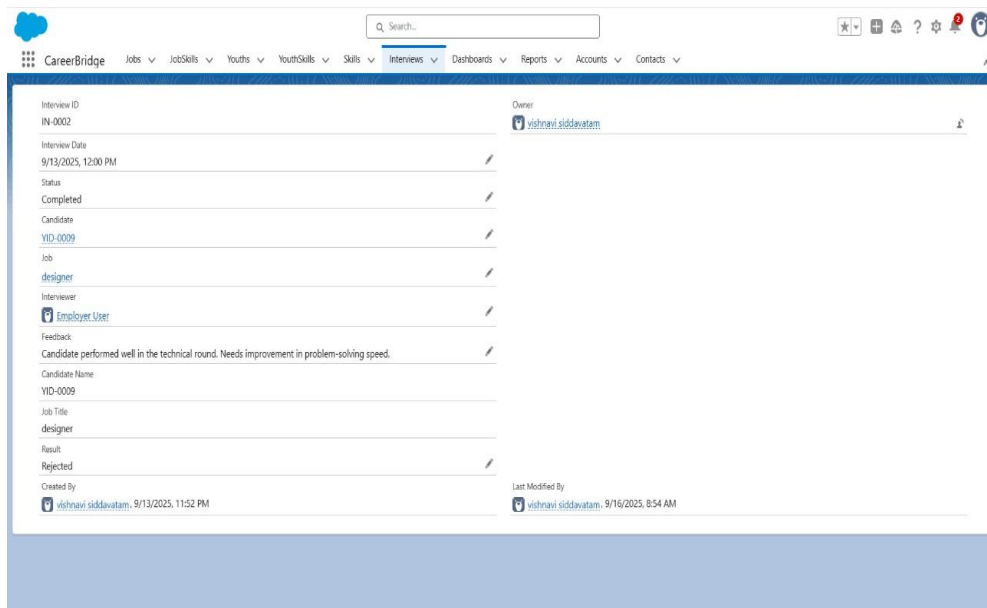 Search...
2
CareerBridge Jobs JobSkills Youths YouthSkills Skills Interviews Dashboards Reports Accounts Contacts
Interview ID
IN-0002
Owner
vishnavi siddavatam
Interview Date
9/13/2025, 12:00 PM
Status
Completed
Candidate
YID-0009
Job
designer
Interviewer
Employer User
Feedback
Candidate performed well in the technical round. Needs improvement in problem-solving speed.
Candidate Name
YID-0009
Job Title
designer
Result
Rejected
Created By
vishnavi siddavatam, 9/13/2025, 11:52 PM
Last Modified By
vishnavi siddavatam, 9/16/2025, 8:54 AM